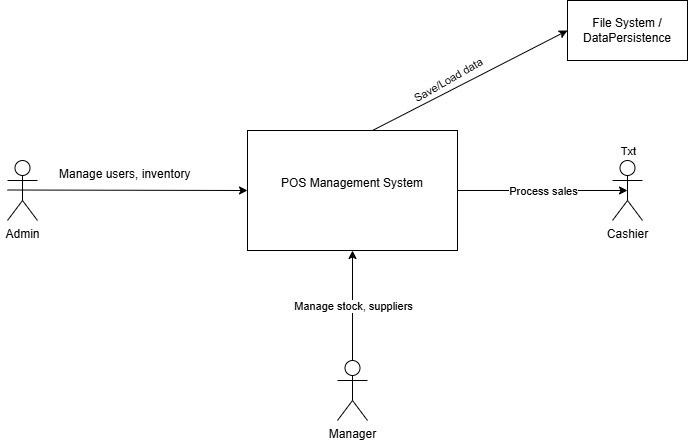 File System /
DataPersistence
Save/Load data
Txt
Manage users, inventory
POS Management System
Process sales
Admin
Cashier
Manage stock, suppliers
Manager